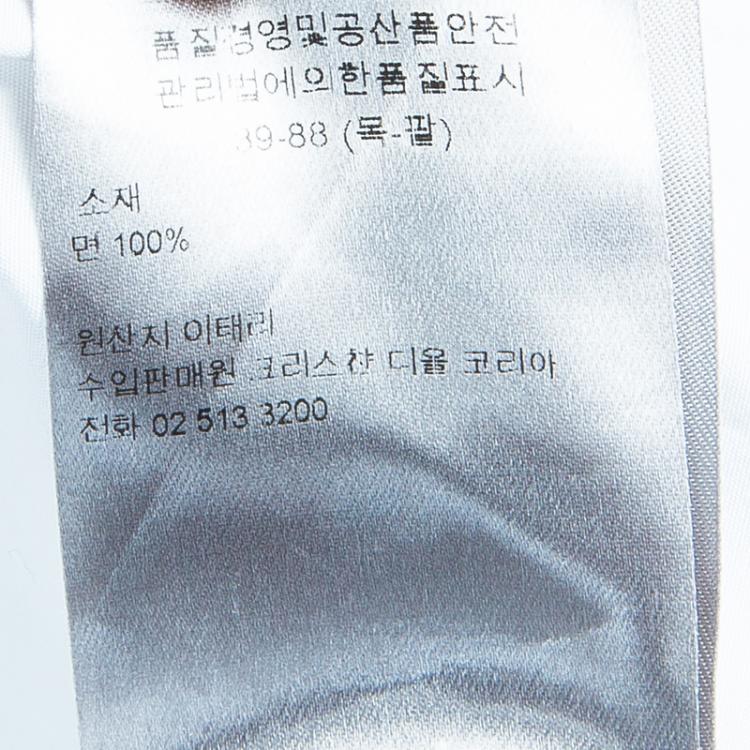 품질경영및공산품안전
관리법에의한품질표시
39-88 (목-팔)
소재
면 100%
원산지 이태리
수입판매원 크리스챤 디올 코리아
전화 02 513 3200